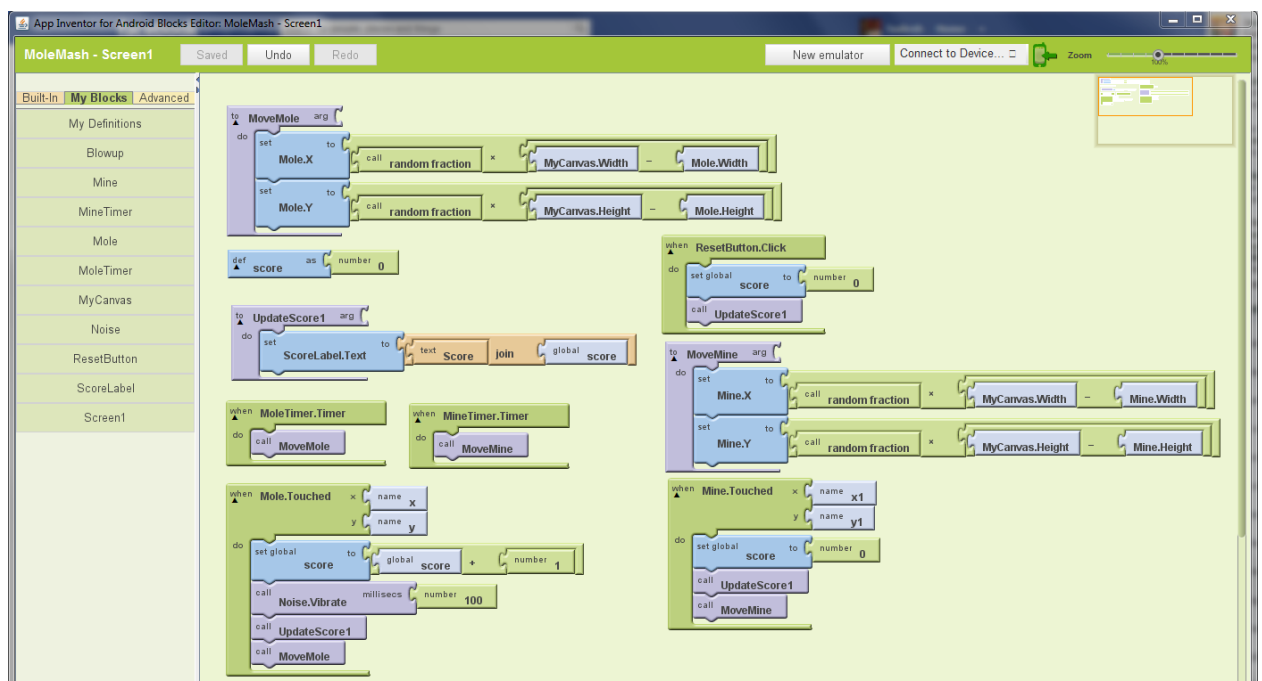 App Inventor for Android Blocks Editor: MoleMash - Screen1
MoleMash - Screen1 Saved Undo Redo New emulator Connect to Device... Zoom 100%
Built-In My Blocks Advanced
My Definitions
Blowup
Mine
MineTimer
Mole
MoleTimer
MyCanvas
Noise
ResetButton
ScoreLabel
Screen1
to MoveMole arg
do set Mole.X to call random fraction × MyCanvas.Width − Mole.Width
set Mole.Y to call random fraction × MyCanvas.Height − Mole.Height
def score as number 0
to UpdateScore1 arg
do set ScoreLabel.Text to text Score join global score
when MoleTimer.Timer
do call MoveMole
when MineTimer.Timer
do call MoveMine
when Mole.Touched x name x
y name y
do set global score to global score + number 1
call Noise.Vibrate millisecs number 100
call UpdateScore1
call MoveMole
when ResetButton.Click
do set global score to number 0
call UpdateScore1
to MoveMine arg
do set Mine.X to call random fraction × MyCanvas.Width − Mine.Width
set Mine.Y to call random fraction × MyCanvas.Height − Mine.Height
when Mine.Touched x name x1
y name y1
do set global score to number 0
call UpdateScore1
call MoveMine